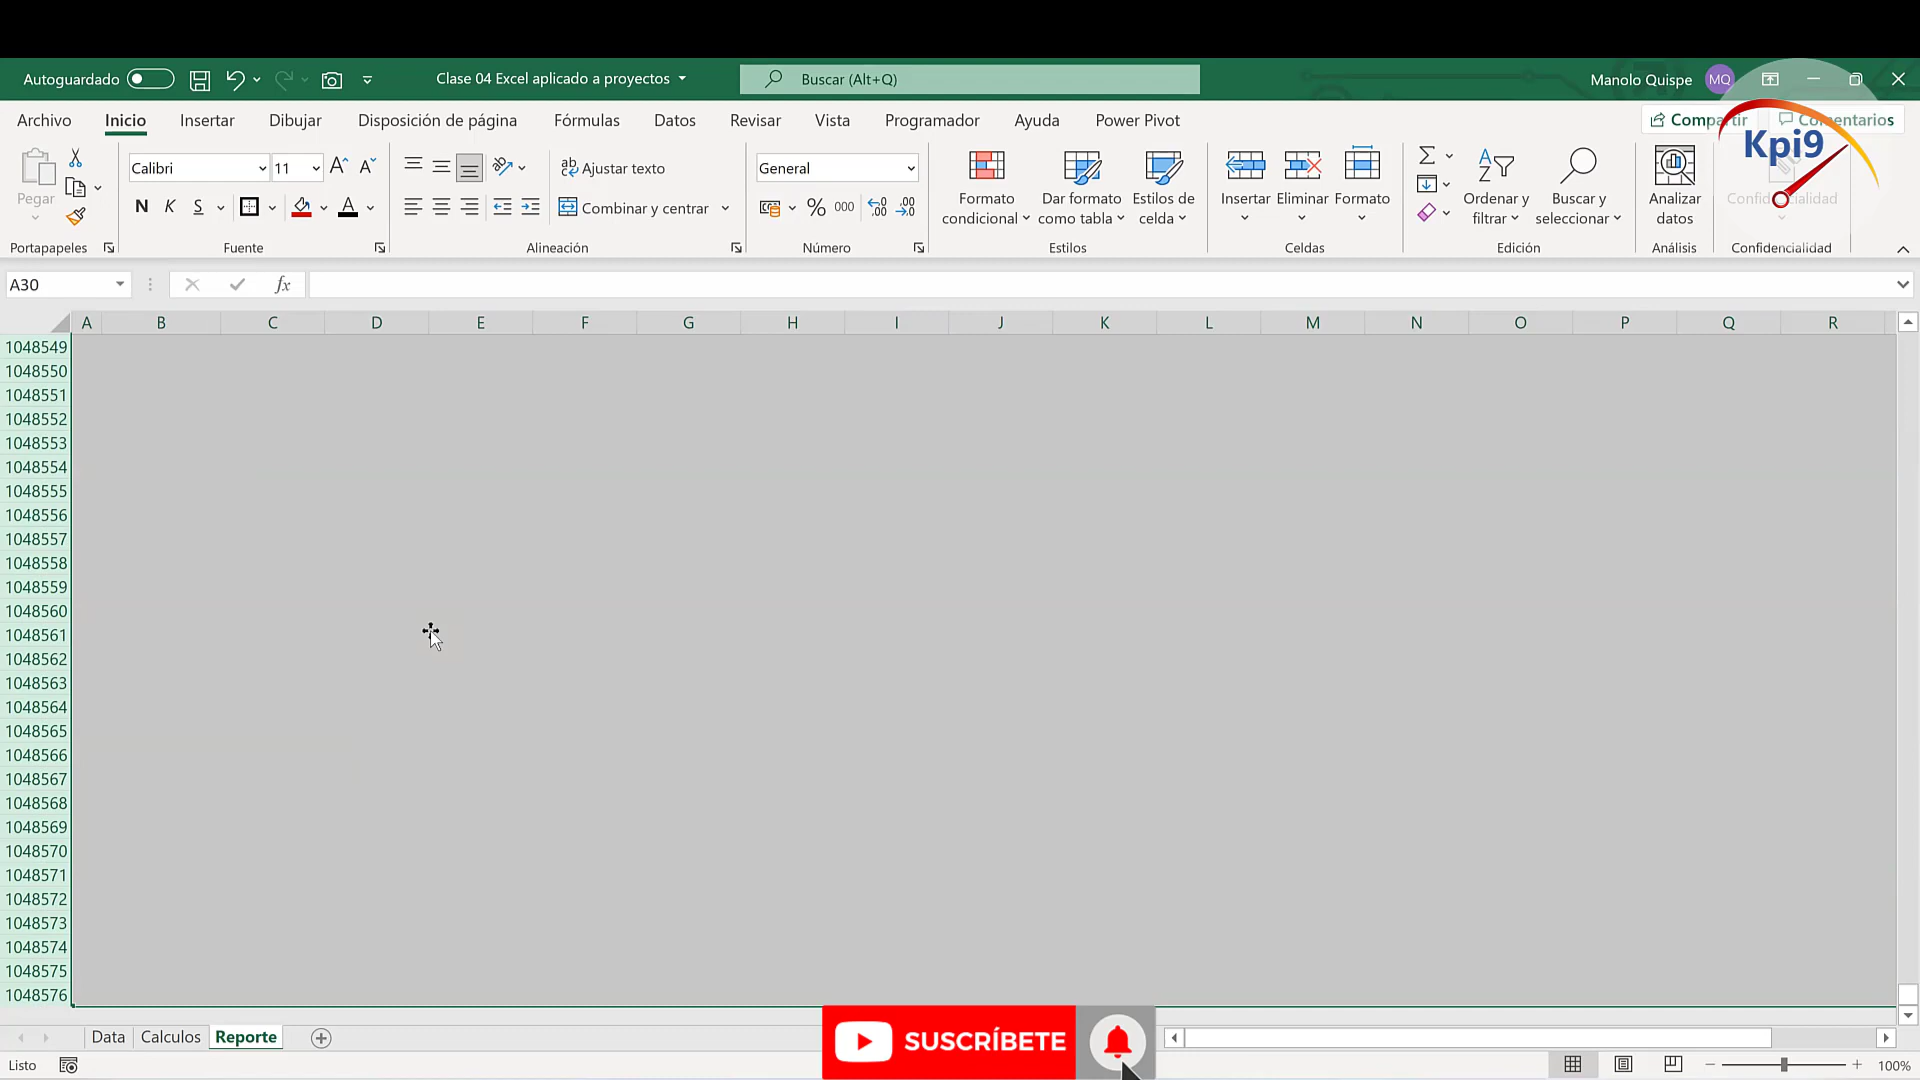 Autoguardado
Clase 04 Excel aplicado a proyectos
Buscar (Alt+Q)
Manolo Quispe MQ
Archivo Inicio Insertar Dibujar Disposición de página Fórmulas Datos Revisar Vista Programador Ayuda Power Pivot
Compartir Comentarios
Kpi9
Pegar
Calibri 11
N K S
Ajustar texto
Combinar y centrar
General
% 000
Formato condicional
Dar formato como tabla
Estilos de celda
Insertar Eliminar Formato
Ordenar y filtrar
Buscar y seleccionar
Analizar datos
Confidencialidad
Portapapeles Fuente Alineación Número Estilos Celdas Edición Análisis Confidencialidad
A30 fx
A B C D E F G H I J K L M N O P Q R
1048549
1048550
1048551
1048552
1048553
1048554
1048555
1048556
1048557
1048558
1048559
1048560
1048561
1048562
1048563
1048564
1048565
1048566
1048567
1048568
1048569
1048570
1048571
1048572
1048573
1048574
1048575
1048576
Data Calculos Reporte
SUSCRÍBETE
Listo
100%